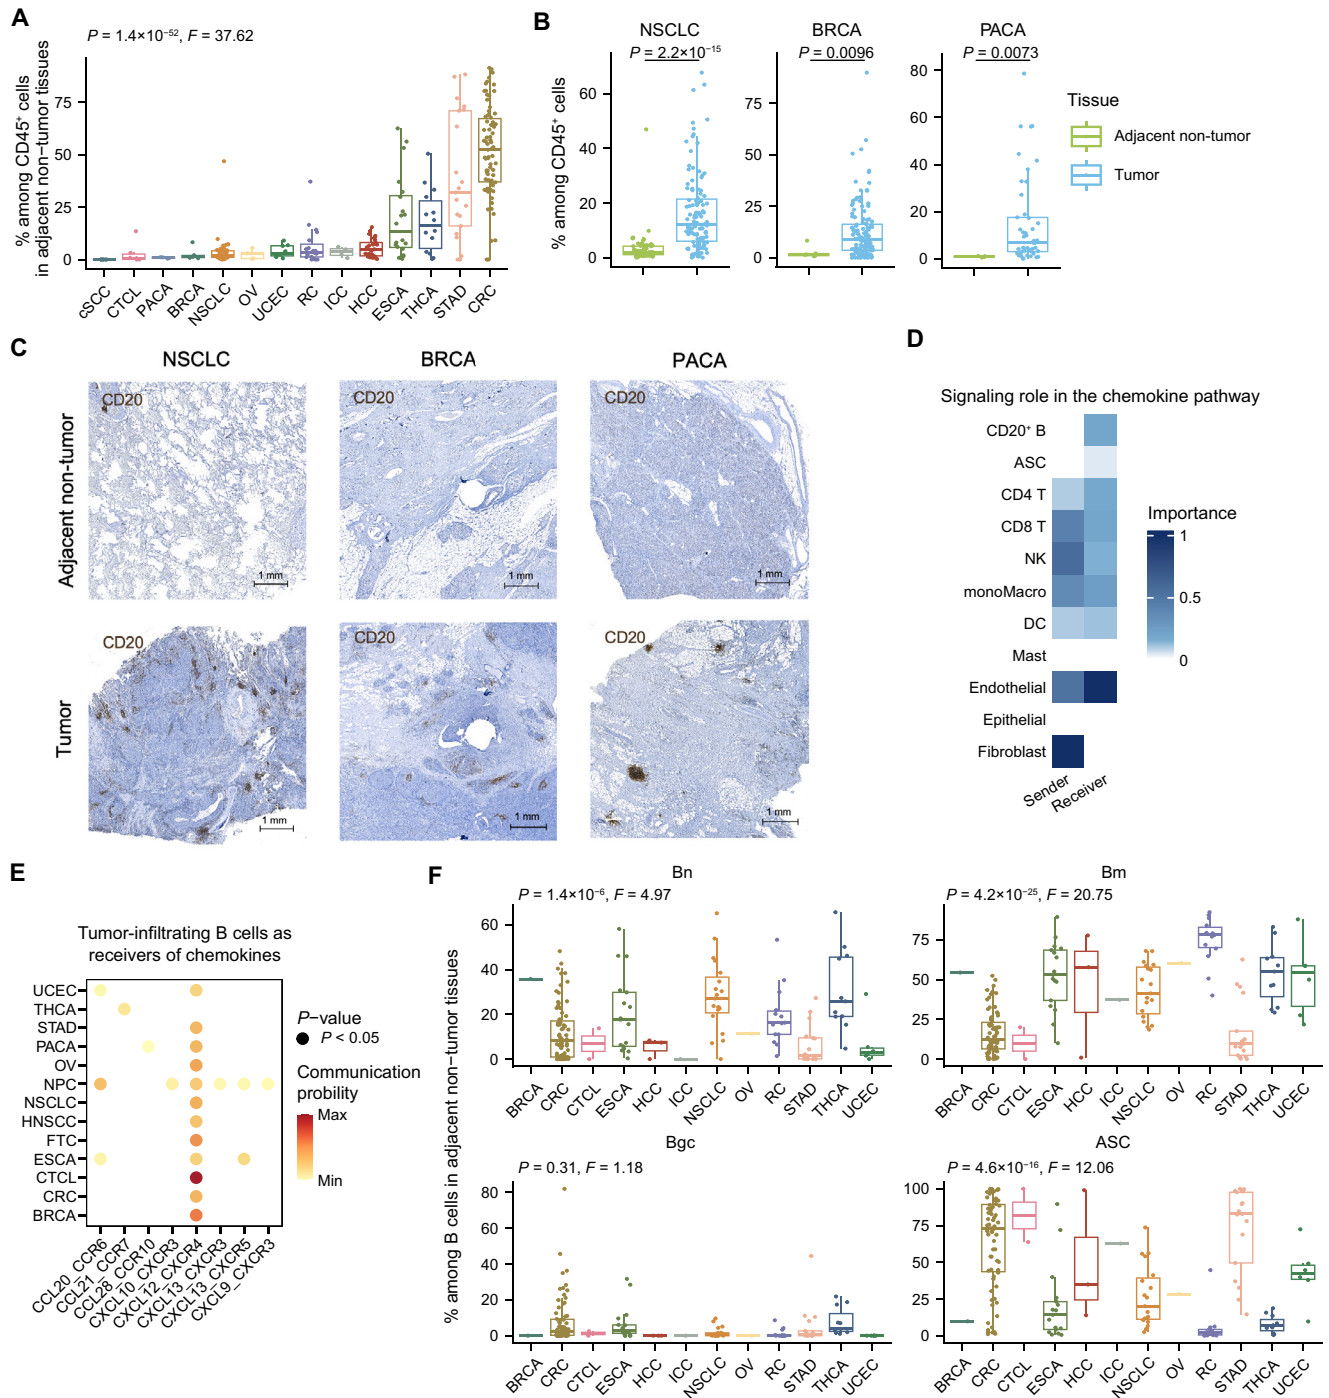 A
P = 1.4×10⁻⁵², F = 37.62
% among CD45⁺ cells
in adjacent non−tumor tissues
75
50
25
0
cSCC
CTCL
PACA
BRCA
NSCLC
OV
UCEC
RC
ICC
HCC
ESCA
THCA
STAD
CRC
B
NSCLC
BRCA
PACA
P = 2.2×10⁻¹⁵
P = 0.0096
P = 0.0073
% among CD45⁺ cells
60
40
20
0
75
50
25
0
80
60
40
20
0
Tissue
Adjacent non-tumor
Tumor
C
NSCLC
BRCA
PACA
Adjacent non-tumor
CD20
1 mm
CD20
1 mm
CD20
1 mm
Tumor
CD20
1 mm
CD20
1 mm
CD20
1 mm
D
Signaling role in the chemokine pathway
CD20⁺ B
ASC
CD4 T
CD8 T
NK
monoMacro
DC
Mast
Endothelial
Epithelial
Fibroblast
Sender
Receiver
Importance
1
0.5
0
E
Tumor-infiltrating B cells as
receivers of chemokines
UCEC
THCA
STAD
PACA
OV
NPC
NSCLC
HNSCC
FTC
ESCA
CTCL
CRC
BRCA
CCL20_CCR6
CCL21_CCR7
CCL28_CCR10
CXCL10_CXCR3
CXCL12_CXCR4
CXCL13_CXCR3
CXCL13_CXCR5
CXCL9_CXCR3
P−value
P < 0.05
Communication
probility
Max
Min
F
% among B cells in adjacent non−tumor tissues
Bn
P = 1.4×10⁻⁶, F = 4.97
60
40
20
0
BRCA
CRC
CTCL
ESCA
HCC
ICC
NSCLC
OV
RC
STAD
THCA
UCEC
Bm
P = 4.2×10⁻²⁵, F = 20.75
75
50
25
0
BRCA
CRC
CTCL
ESCA
HCC
ICC
NSCLC
OV
RC
STAD
THCA
UCEC
Bgc
P = 0.31, F = 1.18
80
60
40
20
0
BRCA
CRC
CTCL
ESCA
HCC
ICC
NSCLC
OV
RC
STAD
THCA
UCEC
ASC
P = 4.6×10⁻¹⁶, F = 12.06
100
75
50
25
0
BRCA
CRC
CTCL
ESCA
HCC
ICC
NSCLC
OV
RC
STAD
THCA
UCEC